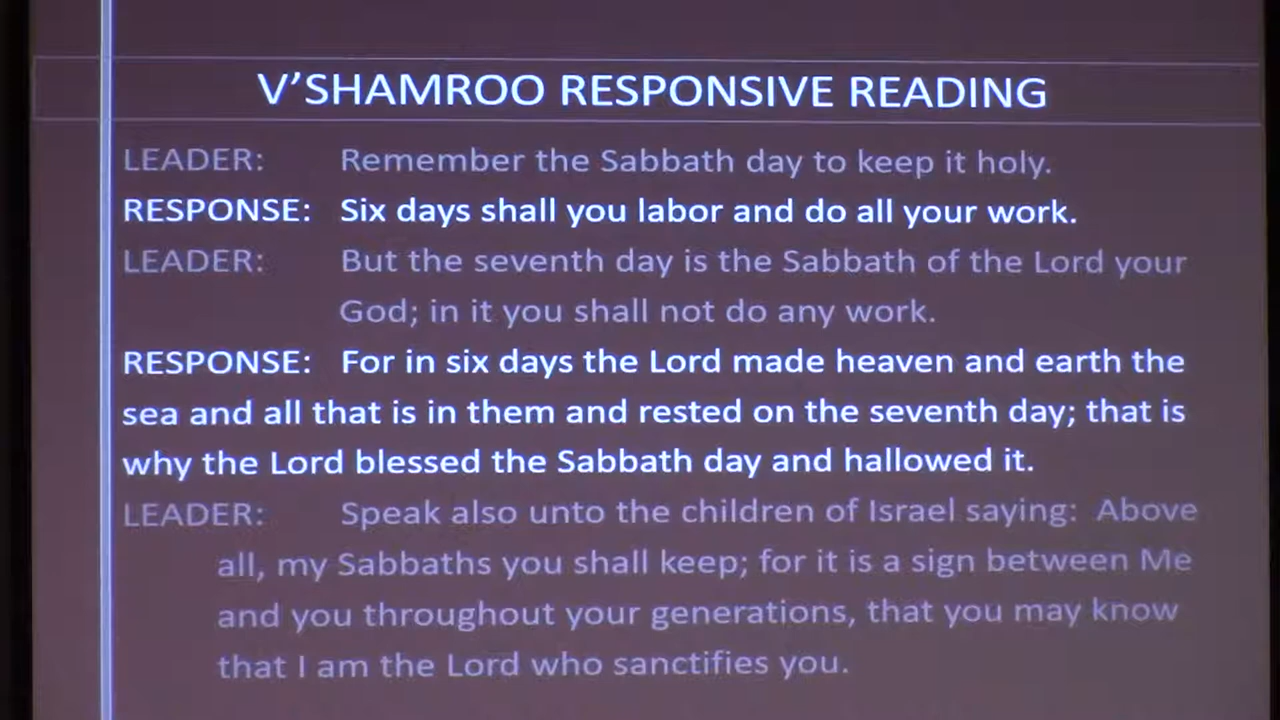 V’SHAMROO RESPONSIVE READING
LEADER: Remember the Sabbath day to keep it holy.
RESPONSE: Six days shall you labor and do all your work.
LEADER: But the seventh day is the Sabbath of the Lord your
God; in it you shall not do any work.
RESPONSE: For in six days the Lord made heaven and earth the
sea and all that is in them and rested on the seventh day; that is
why the Lord blessed the Sabbath day and hallowed it.
LEADER: Speak also unto the children of Israel saying: Above
all, my Sabbaths you shall keep; for it is a sign between Me
and you throughout your generations, that you may know
that I am the Lord who sanctifies you.